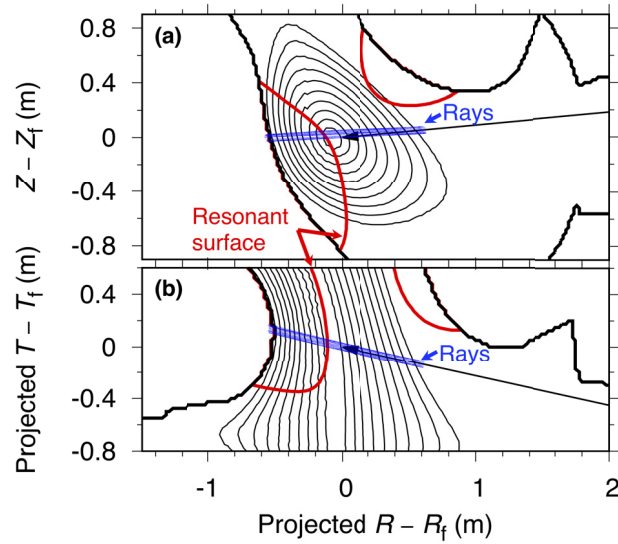 (a)
0.8
0.4
0
-0.4
-0.8
Z – Zf (m)
Rays
Resonant
surface
(b)
0.4
0
-0.4
-0.8
Projected T – Tf (m)
Rays
-1
0
1
2
Projected R – Rf (m)